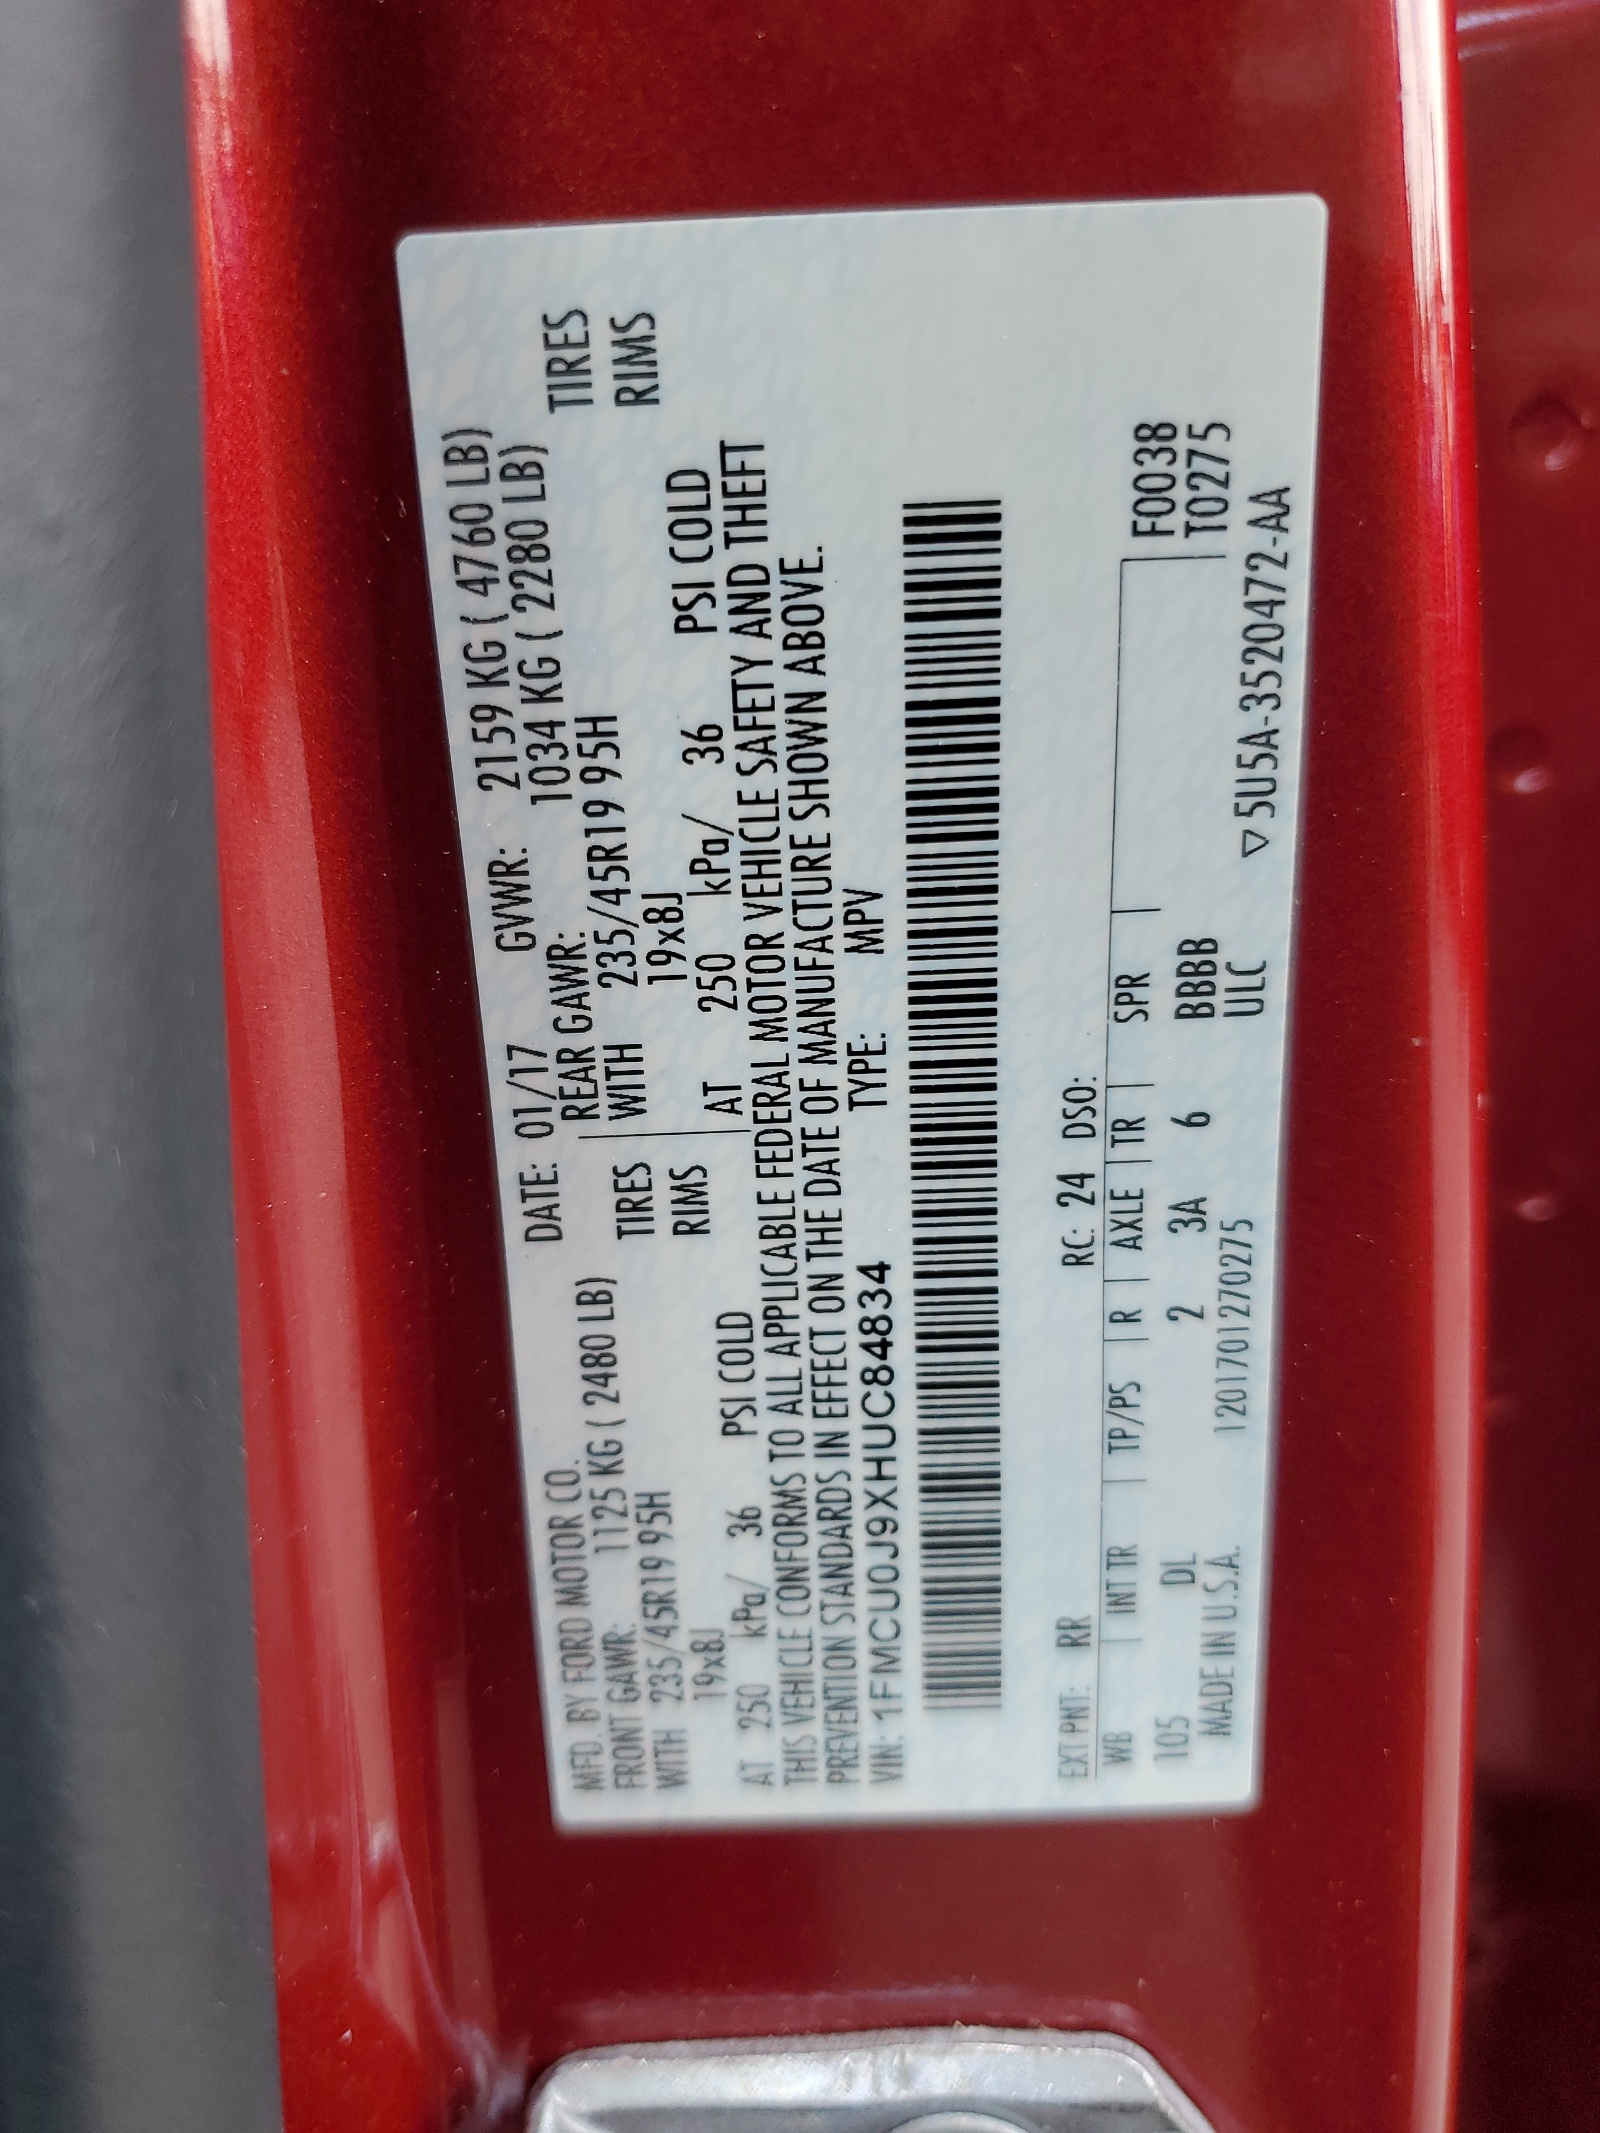 MFD. BY FORD MOTOR CO. DATE: 01/17 GVWR: 2159 KG ( 4760 LB)
FRONT GAWR: 1125 KG ( 2480 LB) REAR GAWR: 1034 KG ( 2280 LB)
WITH 235/45R19 95H TIRES WITH 235/45R19 95H TIRES
19x8J RIMS 19x8J RIMS
AT 250 kPa/ 36 PSI COLD AT 250 kPa/ 36 PSI COLD
THIS VEHICLE CONFORMS TO ALL APPLICABLE FEDERAL MOTOR VEHICLE SAFETY AND THEFT
PREVENTION STANDARDS IN EFFECT ON THE DATE OF MANUFACTURE SHOWN ABOVE.
VIN: 1FMCU0J9XHUC84834 TYPE: MPV
EXT PNT: RR RC: 24 DSO:
WB INT TR TP/PS R AXLE TR SPR F0038
105 DL 2 3A 6 BBBB T0275
MADE IN U.S.A. 1201701270275 ULC
▽5U5A-3520472-AA